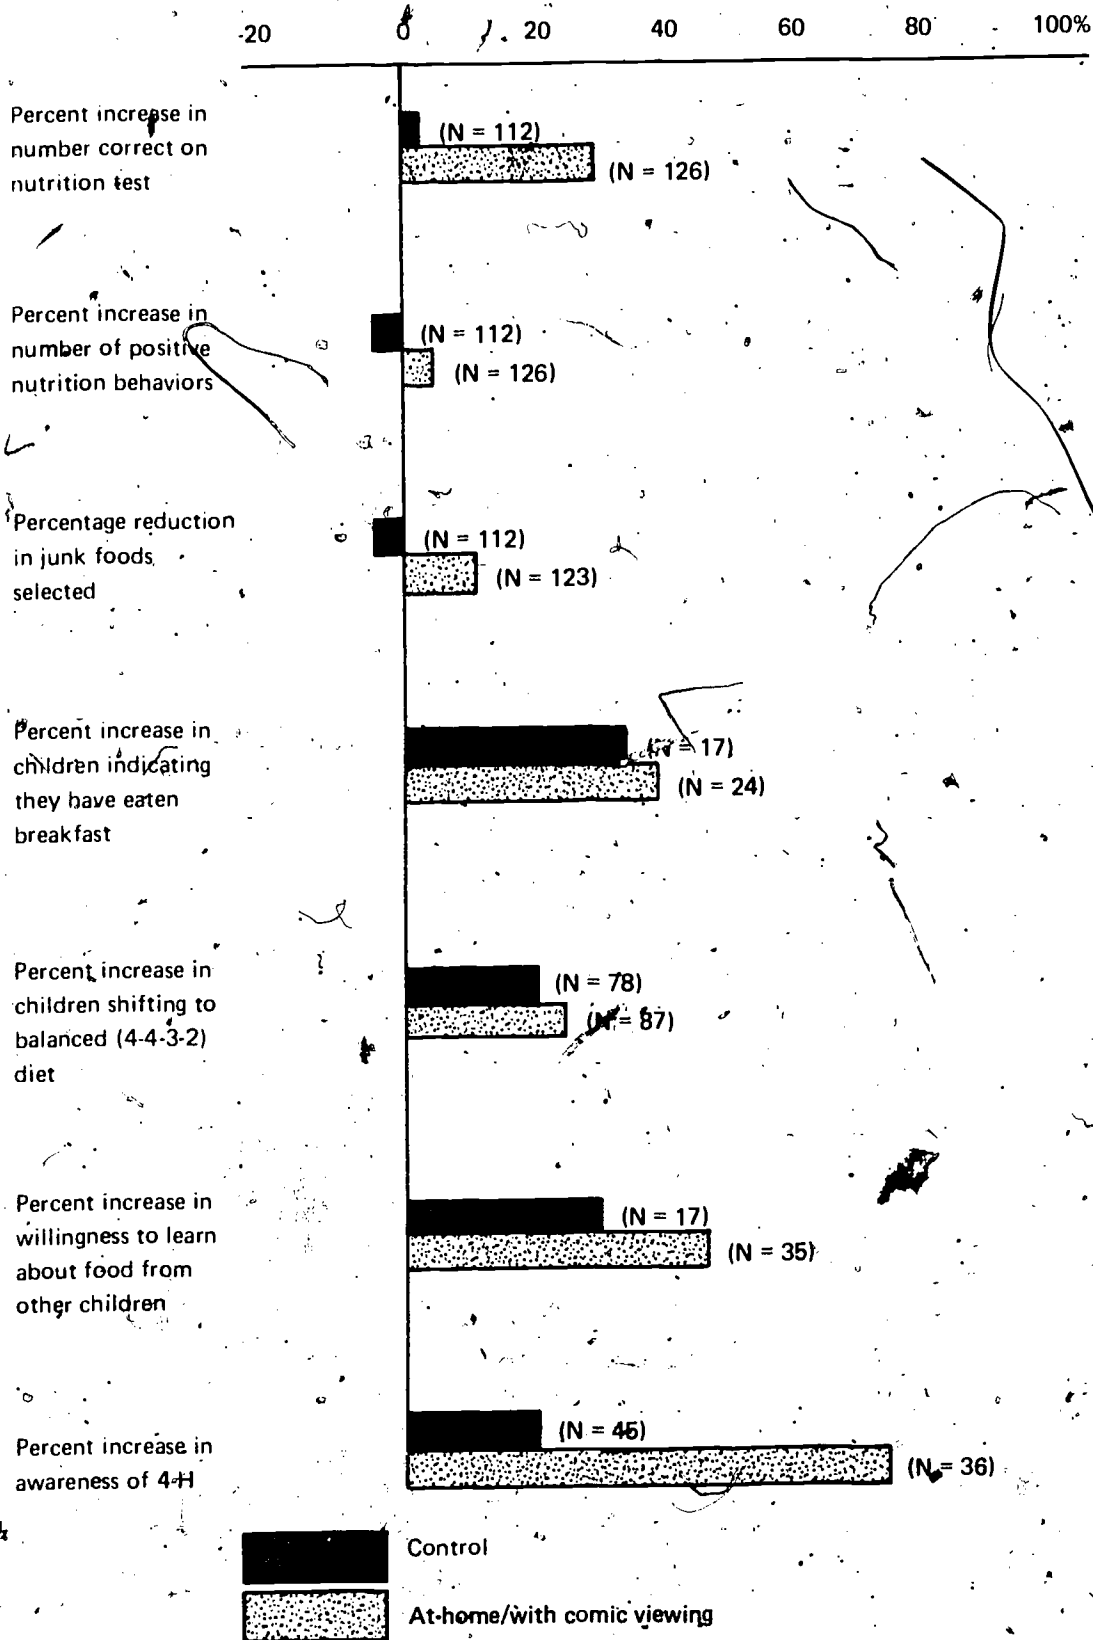 -20 0 20 40 60 80 100%
Percent increase in
number correct on
nutrition test
(N = 112)
(N = 126)
Percent increase in
number of positive
nutrition behaviors
(N = 112)
(N = 126)
Percentage reduction
in junk foods
selected
(N = 112)
(N = 123)
Percent increase in
children indicating
they have eaten
breakfast
(N = 17)
(N = 24)
Percent increase in
children shifting to
balanced (4-4-3-2)
diet
(N = 78)
(N = 87)
Percent increase in
willingness to learn
about food from
other children
(N = 17)
(N = 35)
Percent increase in
awareness of 4-H
(N = 45)
(N = 36)
Control
At-home/with comic viewing